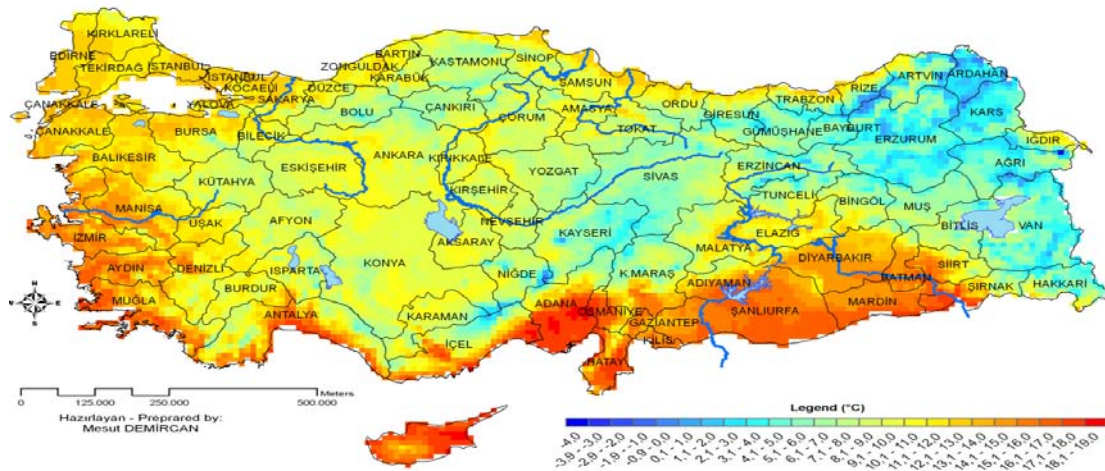 KIRKLARELİ
EDİRNE
TEKİRDAĞ
İSTANBUL
İSTANBUL
KOCAELİ
YALOVA
SAKARYA
DÜZCE
ZONGULDAK
BARTIN
KARABÜK
KASTAMONU
SİNOP
SAMSUN
ORDU
GİRESUN
TRABZON
RİZE
ARTVİN
ARDAHAN
KARS
ÇANAKKALE
ÇANAKKALE
BURSA
BİLECİK
BOLU
ÇANKIRI
ÇORUM
AMASYA
TOKAT
GÜMÜŞHANE
BAYBURT
ERZURUM
IĞDIR
AĞRI
BALIKESİR
KÜTAHYA
ESKİŞEHİR
ANKARA
KIRIKKALE
YOZGAT
SİVAS
ERZİNCAN
TUNCELİ
BİNGÖL
MUŞ
BİTLİS
VAN
MANİSA
UŞAK
AFYON
KIRŞEHİR
NEVŞEHİR
KAYSERİ
MALATYA
ELAZIĞ
DİYARBAKIR
BATMAN
SİİRT
ŞIRNAK
HAKKARİ
İZMİR
AYDIN
DENİZLİ
ISPARTA
KONYA
AKSARAY
NİĞDE
K.MARAŞ
ADIYAMAN
MARDİN
MUĞLA
BURDUR
ANTALYA
KARAMAN
İÇEL
ADANA
OSMANİYE
GAZİANTEP
KİLİS
ŞANLIURFA
HATAY
N
E
S
Meters
0 125.000 250.000 500.000
Hazırlayan - Preprared by:
Mesut DEMİRCAN
Legend (°C)
-4.0
-3.9 - -3.0
-2.9 - -2.0
-1.9 - -1.0
-0.9 - 0.0
0.1 - 1.0
1.1 - 2.0
2.1 - 3.0
3.1 - 4.0
4.1 - 5.0
5.1 - 6.0
6.1 - 7.0
7.1 - 8.0
8.1 - 9.0
9.1 - 10.0
10.1 - 11.0
11.1 - 12.0
12.1 - 13.0
13.1 - 14.0
14.1 - 15.0
15.1 - 16.0
16.1 - 17.0
17.1 - 18.0
18.1 - 19.0